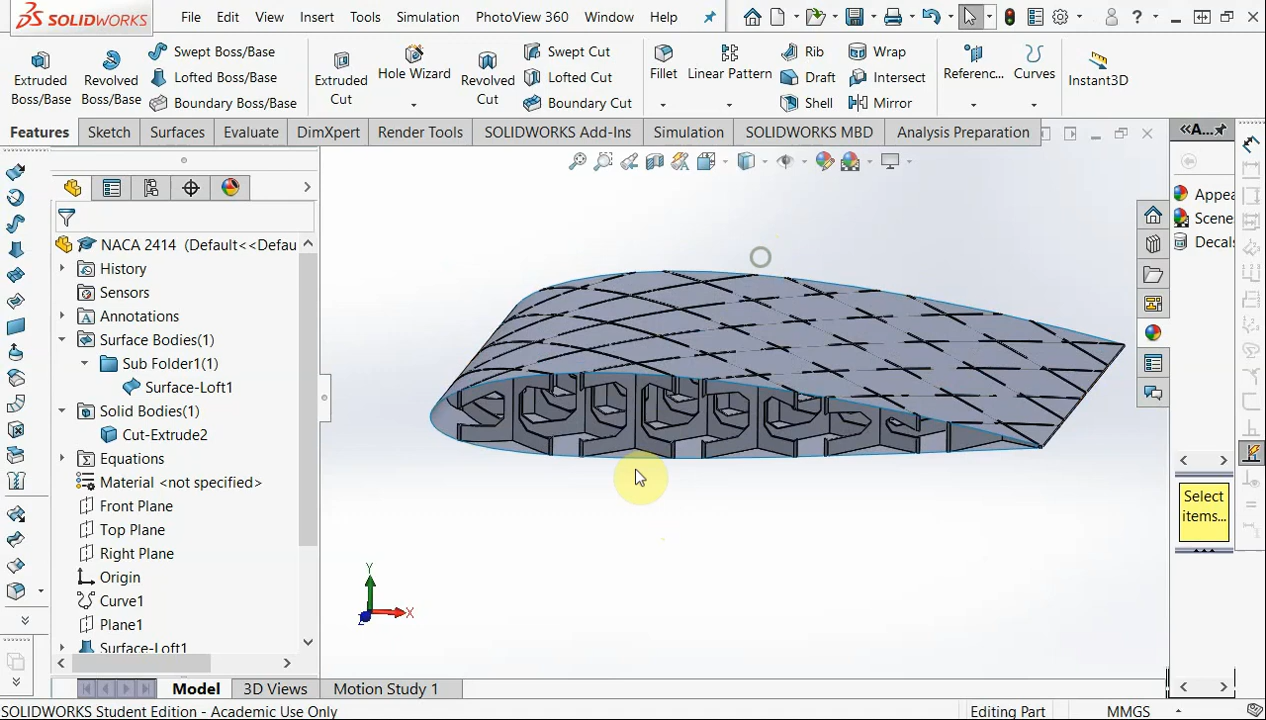 SOLIDWORKS
File Edit View Insert Tools Simulation PhotoView 360 Window Help
Extruded Boss/Base
Revolved Boss/Base
Swept Boss/Base
Lofted Boss/Base
Boundary Boss/Base
Extruded Cut
Hole Wizard
Revolved Cut
Swept Cut
Lofted Cut
Boundary Cut
Fillet
Linear Pattern
Rib
Draft
Shell
Wrap
Intersect
Mirror
Referenc...
Curves
Instant3D
Features Sketch Surfaces Evaluate DimXpert Render Tools SOLIDWORKS Add-Ins Simulation SOLIDWORKS MBD Analysis Preparation
«A...
NACA 2414 (Default<<Defau
History
Sensors
Annotations
Surface Bodies(1)
Sub Folder1(1)
Surface-Loft1
Solid Bodies(1)
Cut-Extrude2
Equations
Material <not specified>
Front Plane
Top Plane
Right Plane
Origin
Curve1
Plane1
Surface-Loft1
Y
X
Z
Appea
Scene
Decals
Select
items...
Model 3D Views Motion Study 1
SOLIDWORKS Student Edition - Academic Use Only
Editing Part
MMGS